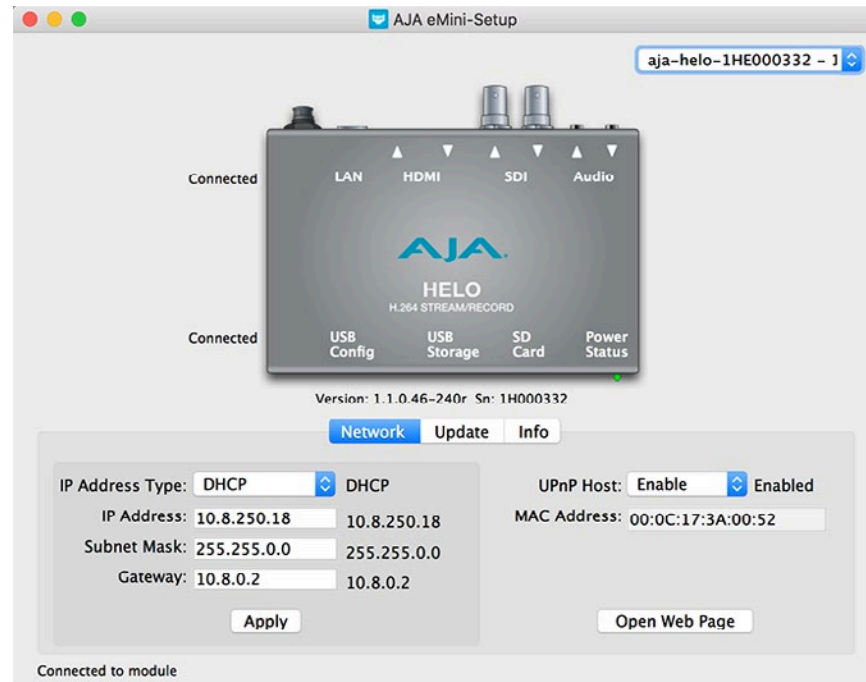 AJA eMini-Setup
aja-helo-1HE000332 - 1
Connected LAN HDMI SDI Audio
AJA
HELO
H.264 STREAM/RECORD
Connected USB Config USB Storage SD Card Power Status
Version: 1.1.0.46-240r Sn: 1H000332
Network Update Info
IP Address Type: DHCP DHCP
IP Address: 10.8.250.18 10.8.250.18
Subnet Mask: 255.255.0.0 255.255.0.0
Gateway: 10.8.0.2 10.8.0.2
Apply
UPnP Host: Enable Enabled
MAC Address: 00:0C:17:3A:00:52
Open Web Page
Connected to module